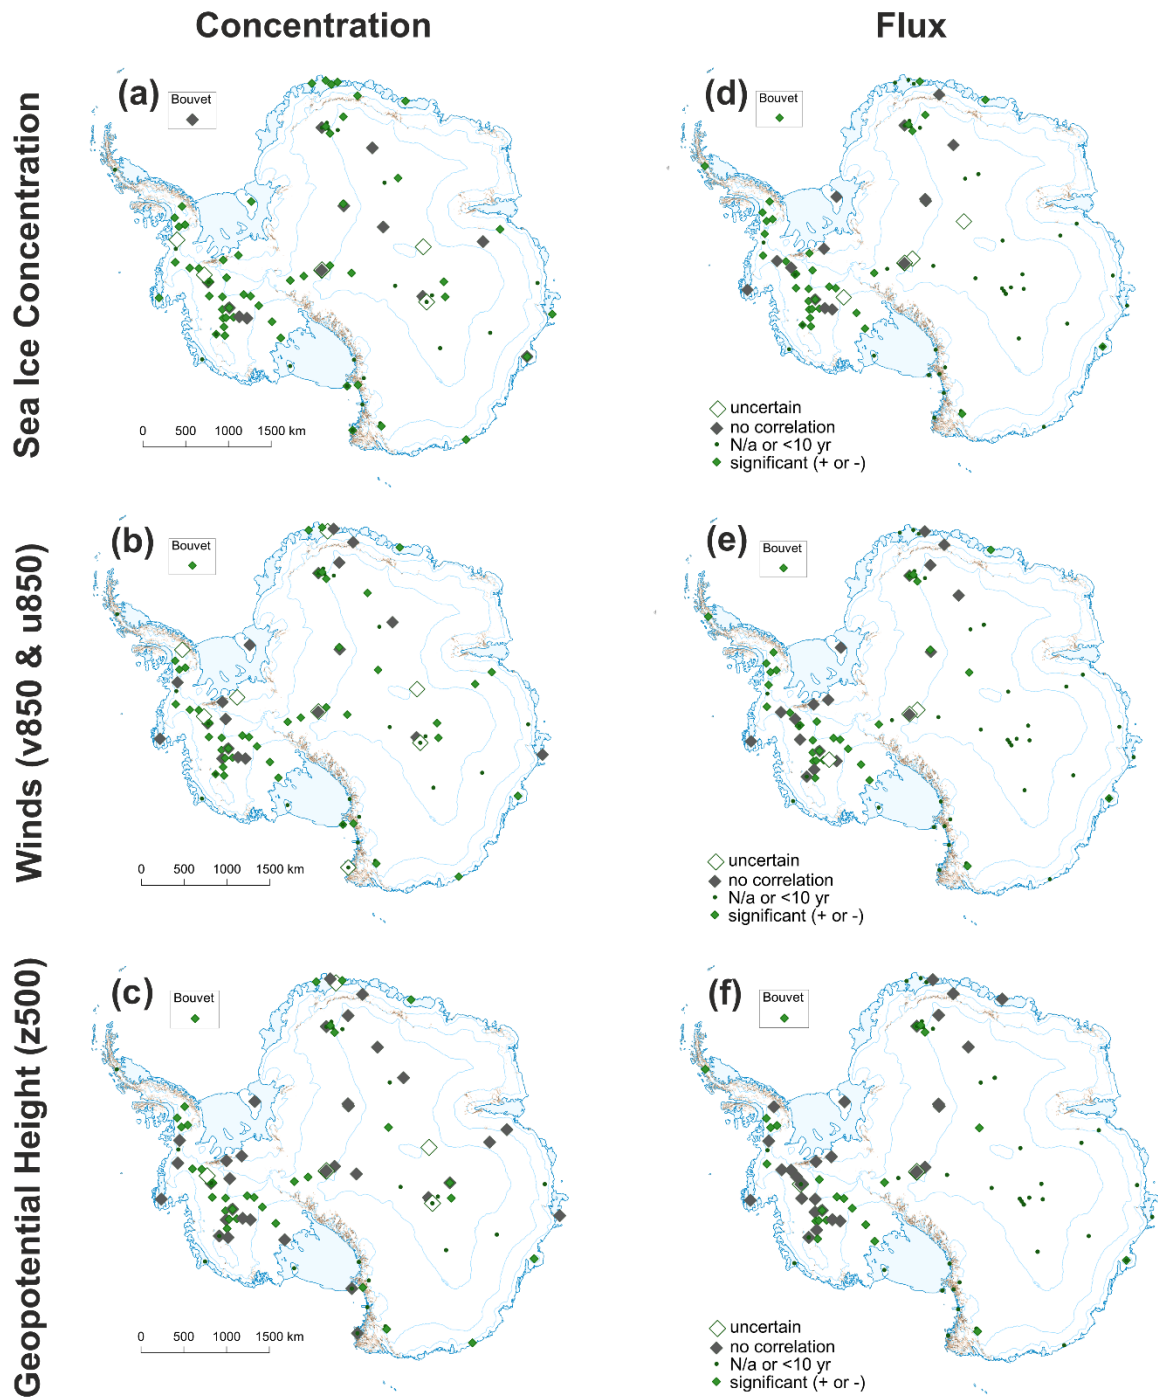 Concentration
Flux
Sea Ice Concentration
(a)
Bouvet
0 500 1000 1500 km
(d)
Bouvet
uncertain
no correlation
N/a or <10 yr
significant (+ or -)
Winds (v850 & u850)
(b)
Bouvet
0 500 1000 1500 km
(e)
Bouvet
uncertain
no correlation
N/a or <10 yr
significant (+ or -)
Geopotential Height (z500)
(c)
Bouvet
0 500 1000 1500 km
(f)
Bouvet
uncertain
no correlation
N/a or <10 yr
significant (+ or -)